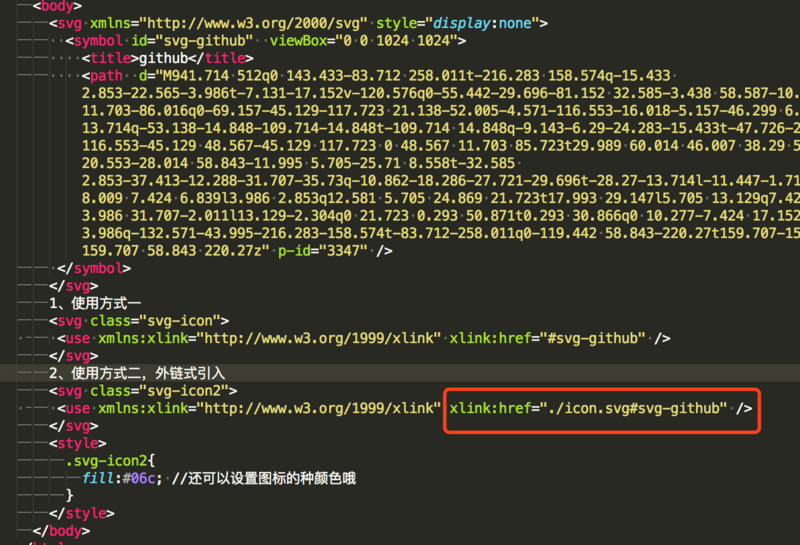 <body>
<svg xmlns="http://www.w3.org/2000/svg" style="display:none">
<symbol id="svg-github" viewBox="0 0 1024 1024">
<title>github</title>
<path d="M941.714 512q0 143.433-83.712 258.011t-216.283 158.574q-15.433
2.853-22.565-3.986t-7.131-17.152v-120.576q0-55.442-29.696-81.152 32.585-3.438 58.587-10.
11.703-86.016q0-69.157-45.129-117.723 21.138-52.005-4.571-116.553-16.018-5.157-46.299 6.
13.714q-53.138-14.848-109.714-14.848t-109.714 14.848q-9.143-6.29-24.283-15.433t-47.726-2
116.553-45.129 48.567-45.129 117.723 0 48.567 11.703 85.723t29.989 60.014 46.007 38.29 5
20.553-28.014 58.843-11.995 5.705-25.71 8.558t-32.585
2.853-37.413-12.288-31.707-35.73q-10.862-18.286-27.721-29.696t-28.27-13.714l-11.447-1.71
8.009 7.424 6.839l3.986 2.853q12.581 5.705 24.869 21.723t17.993 29.147l5.705 13.129q7.42
3.986 31.707-2.011l13.129-2.304q0 21.723 0.293 50.871t0.293 30.866q0 10.277-7.424 17.152
3.986q-132.571-43.995-216.283-158.574t-83.712-258.011q0-119.442 58.843-220.27t159.707-15
159.707 58.843 220.27z" p-id="3347" />
</symbol>
</svg>
1、使用方式一
<svg class="svg-icon">
<use xmlns:xlink="http://www.w3.org/1999/xlink" xlink:href="#svg-github" />
</svg>
2、使用方式二，外链式引入
<svg class="svg-icon2">
<use xmlns:xlink="http://www.w3.org/1999/xlink" xlink:href="./icon.svg#svg-github" />
</svg>
<style>
.svg-icon2{
fill:#06c; //还可以设置图标的种颜色哦
}
</style>
</body>